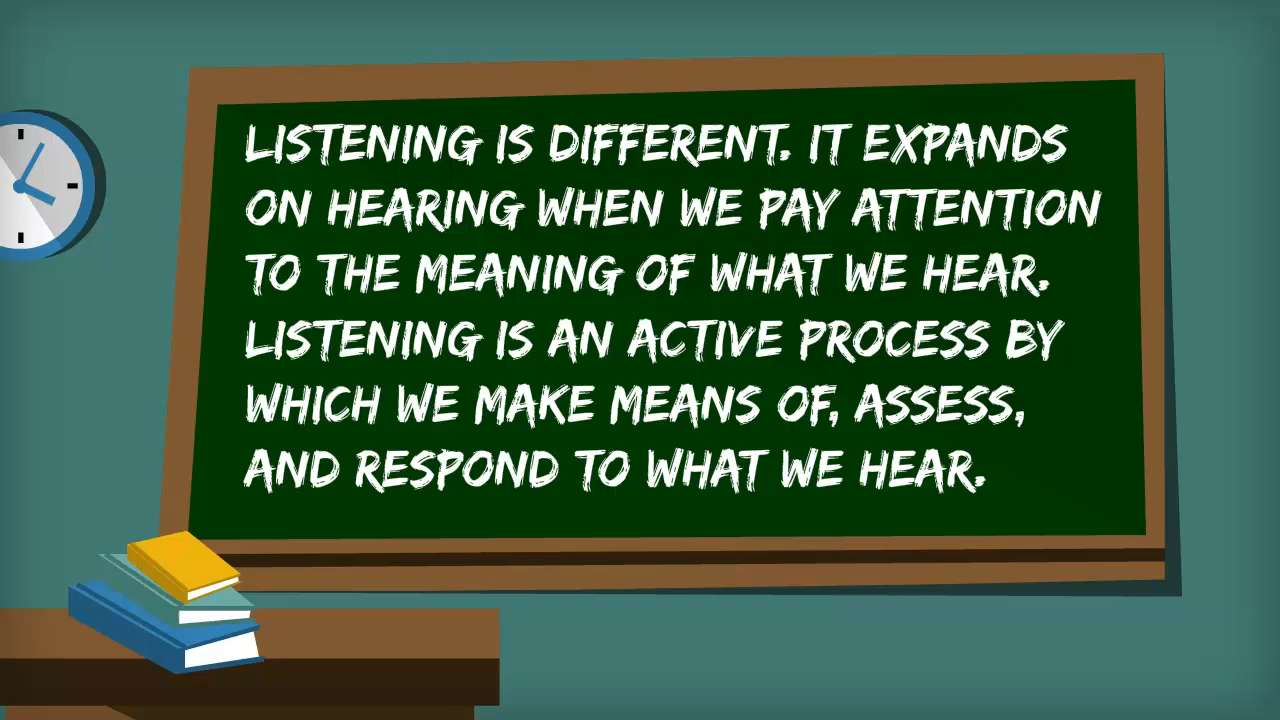 LISTENING IS DIFFERENT. IT EXPANDS
ON HEARING WHEN WE PAY ATTENTION
TO THE MEANING OF WHAT WE HEAR.
LISTENING IS AN ACTIVE PROCESS BY
WHICH WE MAKE MEANS OF, ASSESS,
AND RESPOND TO WHAT WE HEAR.